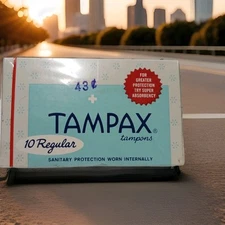 43¢
FOR
GREATER
PROTECTION
TRY SUPER
ABSORBENCY
TAMPAX®
tampons
10 Regular
SANITARY PROTECTION WORN INTERNALLY